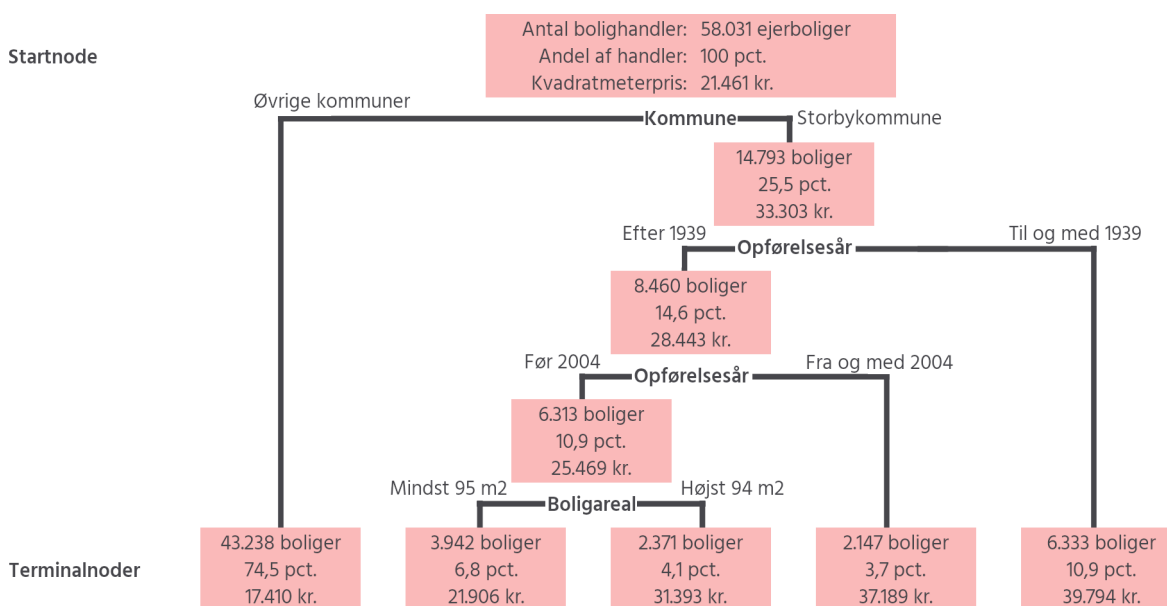 Startnode
Antal bolighandler: 58.031 ejerboliger
Andel af handler: 100 pct.
Kvadratmeterpris: 21.461 kr.
Øvrige kommuner
Kommune
Storbykommune
14.793 boliger
25,5 pct.
33.303 kr.
Efter 1939
Opførelsesår
Til og med 1939
8.460 boliger
14,6 pct.
28.443 kr.
Før 2004
Opførelsesår
Fra og med 2004
6.313 boliger
10,9 pct.
25.469 kr.
Mindst 95 m2
Boligareal
Højst 94 m2
Terminalnoder
43.238 boliger
74,5 pct.
17.410 kr.
3.942 boliger
6,8 pct.
21.906 kr.
2.371 boliger
4,1 pct.
31.393 kr.
2.147 boliger
3,7 pct.
37.189 kr.
6.333 boliger
10,9 pct.
39.794 kr.